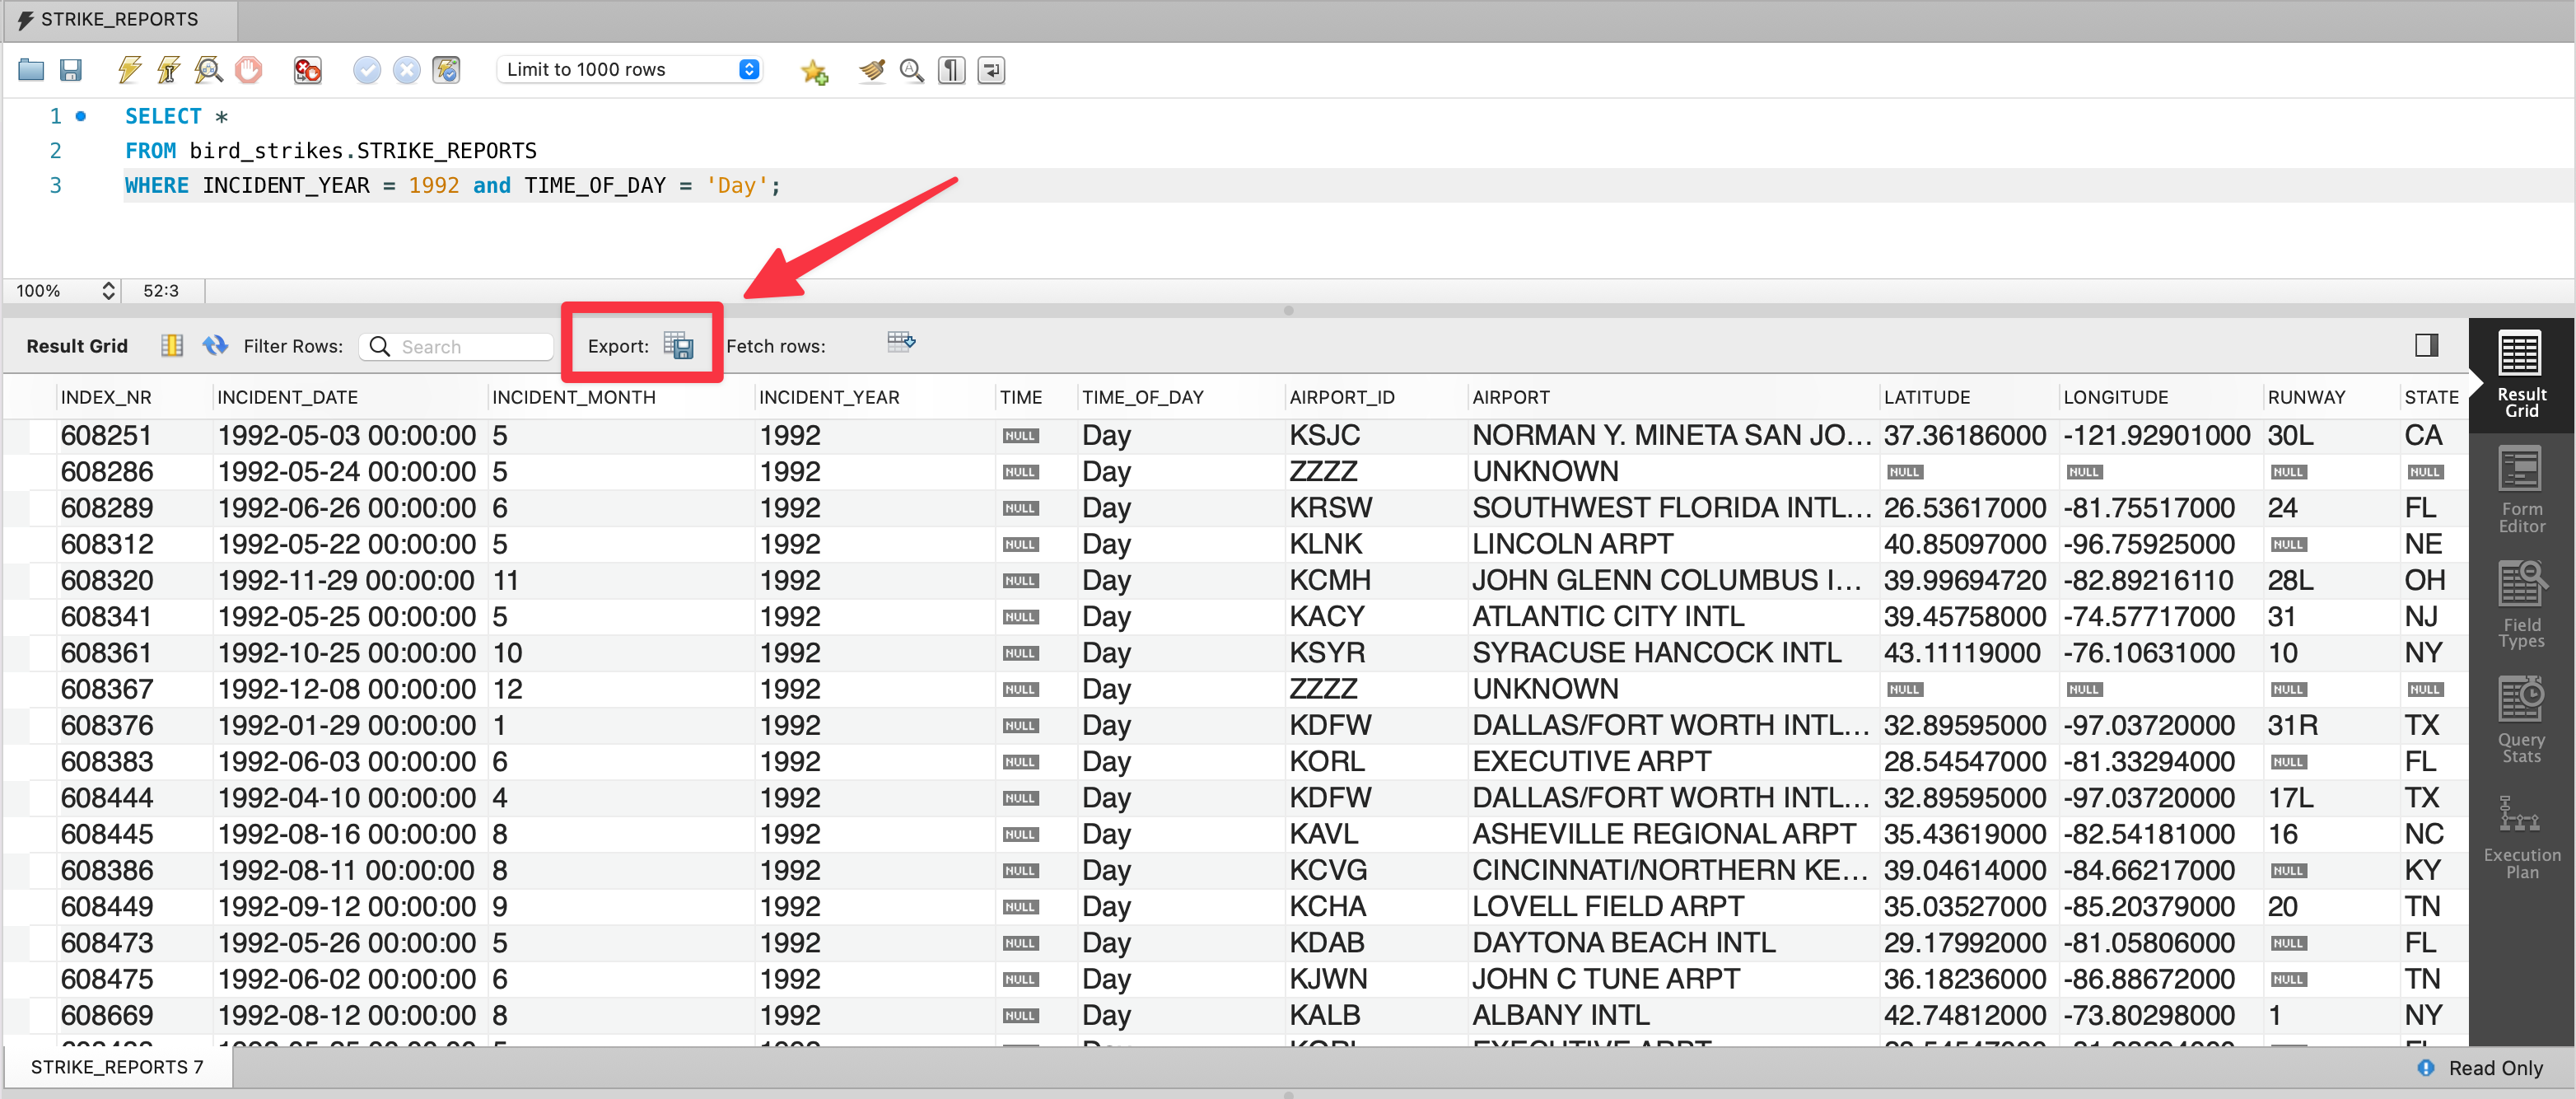 STRIKE_REPORTS
Limit to 1000 rows
1 SELECT *
2 FROM bird_strikes.STRIKE_REPORTS
3 WHERE INCIDENT_YEAR = 1992 and TIME_OF_DAY = 'Day';
100% 52:3
Result Grid Filter Rows: Search Export: Fetch rows:
INDEX_NR INCIDENT_DATE INCIDENT_MONTH INCIDENT_YEAR TIME TIME_OF_DAY AIRPORT_ID AIRPORT LATITUDE LONGITUDE RUNWAY STATE
608251 1992-05-03 00:00:00 5 1992 NULL Day KSJC NORMAN Y. MINETA SAN JO... 37.36186000 -121.92901000 30L CA
608286 1992-05-24 00:00:00 5 1992 NULL Day ZZZZ UNKNOWN NULL NULL NULL NULL
608289 1992-06-26 00:00:00 6 1992 NULL Day KRSW SOUTHWEST FLORIDA INTL... 26.53617000 -81.75517000 24 FL
608312 1992-05-22 00:00:00 5 1992 NULL Day KLNK LINCOLN ARPT 40.85097000 -96.75925000 NULL NE
608320 1992-11-29 00:00:00 11 1992 NULL Day KCMH JOHN GLENN COLUMBUS I... 39.99694720 -82.89216110 28L OH
608341 1992-05-25 00:00:00 5 1992 NULL Day KACY ATLANTIC CITY INTL 39.45758000 -74.57717000 31 NJ
608361 1992-10-25 00:00:00 10 1992 NULL Day KSYR SYRACUSE HANCOCK INTL 43.11119000 -76.10631000 10 NY
608367 1992-12-08 00:00:00 12 1992 NULL Day ZZZZ UNKNOWN NULL NULL NULL NULL
608376 1992-01-29 00:00:00 1 1992 NULL Day KDFW DALLAS/FORT WORTH INTL... 32.89595000 -97.03720000 31R TX
608383 1992-06-03 00:00:00 6 1992 NULL Day KORL EXECUTIVE ARPT 28.54547000 -81.33294000 NULL FL
608444 1992-04-10 00:00:00 4 1992 NULL Day KDFW DALLAS/FORT WORTH INTL... 32.89595000 -97.03720000 17L TX
608445 1992-08-16 00:00:00 8 1992 NULL Day KAVL ASHEVILLE REGIONAL ARPT 35.43619000 -82.54181000 16 NC
608386 1992-08-11 00:00:00 8 1992 NULL Day KCVG CINCINNATI/NORTHERN KE... 39.04614000 -84.66217000 NULL KY
608449 1992-09-12 00:00:00 9 1992 NULL Day KCHA LOVELL FIELD ARPT 35.03527000 -85.20379000 20 TN
608473 1992-05-26 00:00:00 5 1992 NULL Day KDAB DAYTONA BEACH INTL 29.17992000 -81.05806000 NULL FL
608475 1992-06-02 00:00:00 6 1992 NULL Day KJWN JOHN C TUNE ARPT 36.18236000 -86.88672000 NULL TN
608669 1992-08-12 00:00:00 8 1992 NULL Day KALB ALBANY INTL 42.74812000 -73.80298000 1 NY
Result
Grid
Form
Editor
Field
Types
Query
Stats
Execution
Plan
STRIKE_REPORTS 7
Read Only